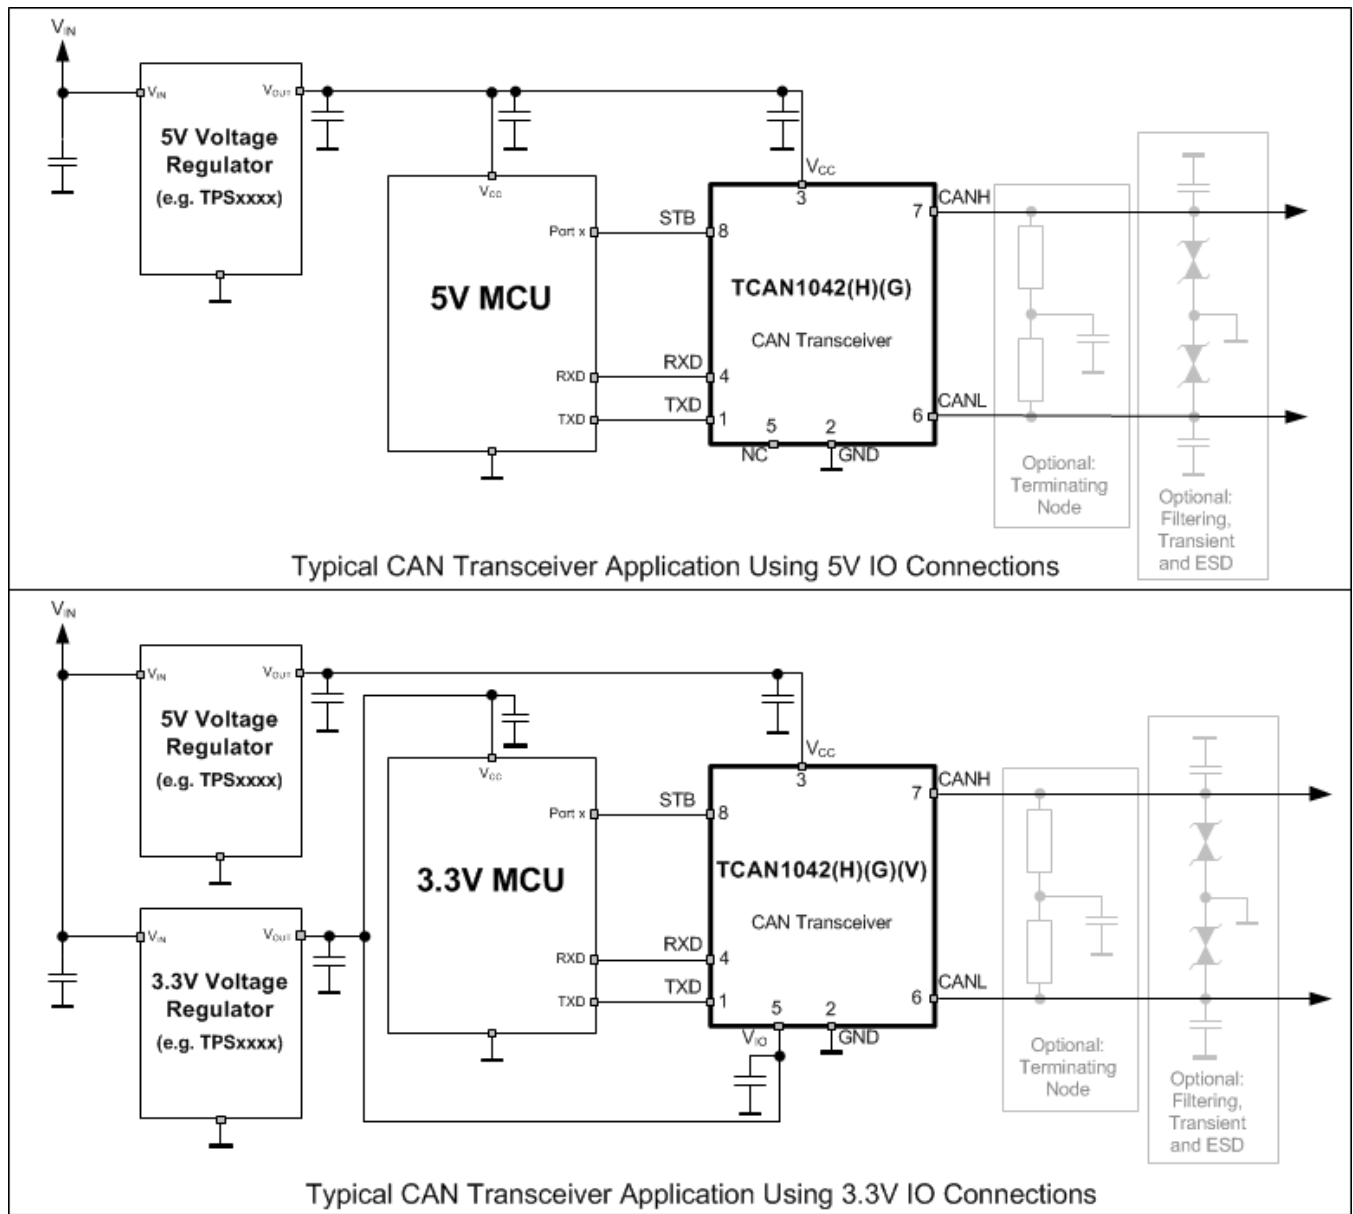 VIN
VIN
VOUT
5V Voltage
Regulator
(e.g. TPSxxxx)
VCC
Port x
5V MCU
RXD
TXD
STB
RXD
TXD
VCC
3
8
7
CANH
TCAN1042(H)(G)
CAN Transceiver
4
1
6
CANL
5
2
NC
GND
Optional:
Terminating
Node
Optional:
Filtering,
Transient
and ESD
Typical CAN Transceiver Application Using 5V IO Connections
VIN
VIN
VOUT
5V Voltage
Regulator
(e.g. TPSxxxx)
VIN
VOUT
3.3V Voltage
Regulator
(e.g. TPSxxxx)
VCC
Port x
3.3V MCU
RXD
TXD
STB
RXD
TXD
VCC
3
8
7
CANH
TCAN1042(H)(G)(V)
CAN Transceiver
4
1
6
CANL
5
2
VIO
GND
Optional:
Terminating
Node
Optional:
Filtering,
Transient
and ESD
Typical CAN Transceiver Application Using 3.3V IO Connections